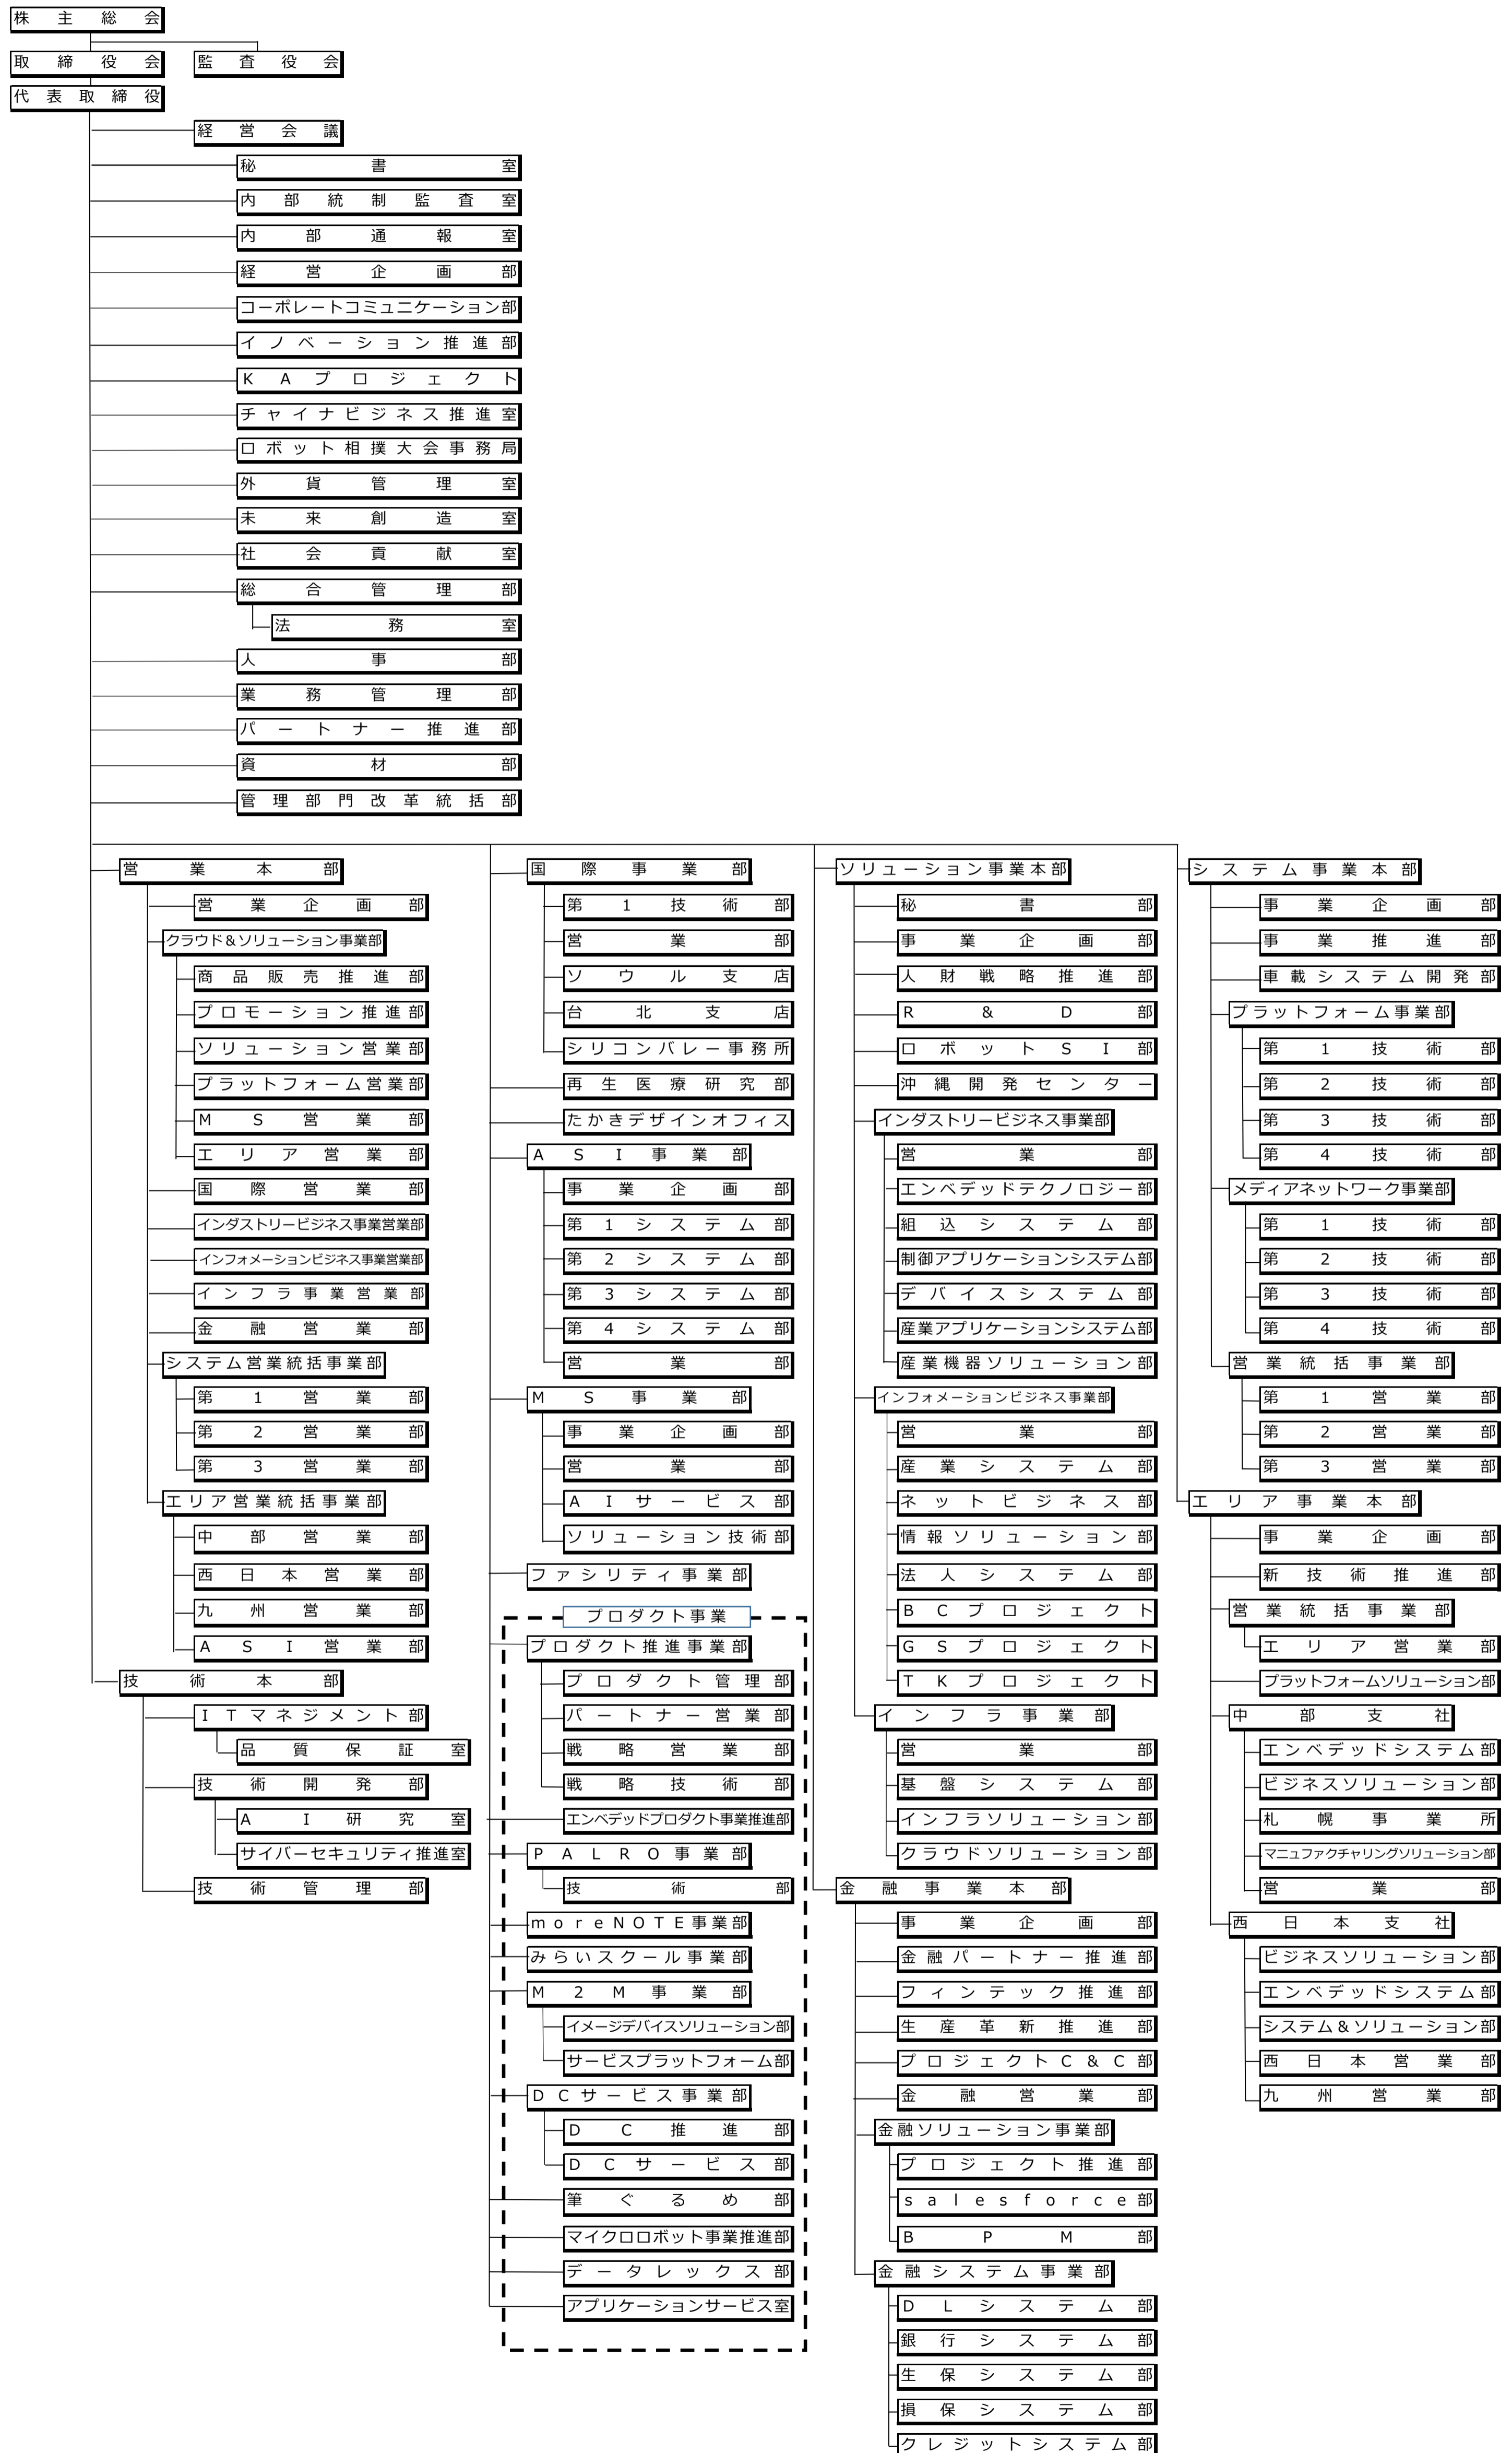 株主総会
取締役会
監査役会
代表取締役
経営会議
秘書室
内部統制監査室
内部通報室
経営企画部
コーポレートコミュニケーション部
イノベーション推進部
KAプロジェクト
チャイナビジネス推進室
ロボット相撲大会事務局
外貨管理室
未来創造室
社会貢献室
総合管理部
法務室
人事部
業務管理部
パートナー推進部
資材部
管理部門改革統括部
営業本部
営業企画部
クラウド&ソリューション事業部
商品販売推進部
プロモーション推進部
ソリューション営業部
プラットフォーム営業部
MS営業部
エリア営業部
国際営業部
インダストリービジネス事業営業部
インフォメーションビジネス事業営業部
インフラ事業営業部
金融営業部
システム営業統括事業部
第1営業部
第2営業部
第3営業部
エリア営業統括事業部
中部営業部
西日本営業部
九州営業部
ASI営業部
技術本部
ITマネジメント部
品質保証室
技術開発部
AI研究室
サイバーセキュリティ推進室
技術管理部
国際事業部
第1技術部
営業部
ソウル支店
台北支店
シリコンバレー事務所
再生医療研究部
たかきデザインオフィス
ASI事業部
事業企画部
第1システム部
第2システム部
第3システム部
第4システム部
営業部
MS事業部
事業企画部
営業部
AIサービス部
ソリューション技術部
ファシリティ事業部
プロダクト事業
プロダクト推進事業部
プロダクト管理部
パートナー営業部
戦略営業部
戦略技術部
エンベデッドプロダクト事業推進部
PALRO事業部
技術部
moreNOTE事業部
みらいスクール事業部
M2M事業部
イメージデバイスソリューション部
サービスプラットフォーム部
DCサービス事業部
DC推進部
DCサービス部
筆ぐるめ部
マイクロロボット事業推進部
データレックス部
アプリケーションサービス室
ソリューション事業本部
秘書部
事業企画部
人財戦略推進部
R&D部
ロボットSI部
沖縄開発センター
インダストリービジネス事業部
営業部
エンベデッドテクノロジー部
組込システム部
制御アプリケーションシステム部
デバイスシステム部
産業アプリケーションシステム部
産業機器ソリューション部
インフォメーションビジネス事業部
営業部
産業システム部
ネットビジネス部
情報ソリューション部
法人システム部
BCプロジェクト
GSプロジェクト
TKプロジェクト
インフラ事業部
営業部
基盤システム部
インフラソリューション部
クラウドソリューション部
金融事業本部
事業企画部
金融パートナー推進部
フィンテック推進部
生産革新推進部
プロジェクトC&C部
金融営業部
金融ソリューション事業部
プロジェクト推進部
salesforce部
BPM部
金融システム事業部
DLシステム部
銀行システム部
生保システム部
損保システム部
クレジットシステム部
システム事業本部
事業企画部
事業推進部
車載システム開発部
プラットフォーム事業部
第1技術部
第2技術部
第3技術部
第4技術部
メディアネットワーク事業部
第1技術部
第2技術部
第3技術部
第4技術部
営業統括事業部
第1営業部
第2営業部
第3営業部
エリア事業本部
事業企画部
新技術推進部
営業統括事業部
エリア営業部
プラットフォームソリューション部
中部支社
エンベデッドシステム部
ビジネスソリューション部
札幌事業所
マニュファクチャリングソリューション部
営業部
西日本支社
ビジネスソリューション部
エンベデッドシステム部
システム&ソリューション部
西日本営業部
九州営業部